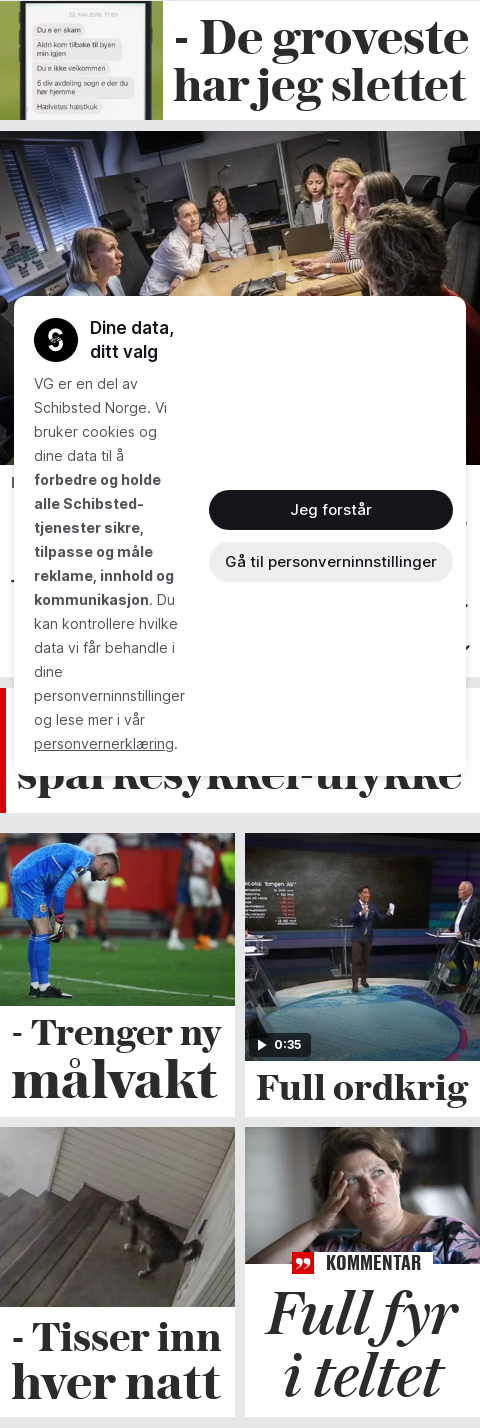 22. MAI 2016, 17:03
Du e en skam
Aldri kom tilbake til byen
min igjen
Du e ikke velkommen
5 div avdeling sogn e der du
hør hjemme
Hælvetes hæstkuk
- De groveste
har jeg slettet
Dine data,
ditt valg
VG er en del av
Schibsted Norge. Vi
bruker cookies og
dine data til å
forbedre og holde
alle Schibsted-
tjenester sikre,
tilpasse og måle
reklame, innhold og
kommunikasjon. Du
kan kontrollere hvilke
data vi får behandle i
dine
personverninnstillinger
og lese mer i vår
personvernerklæring.
Jeg forstår
Gå til personverninnstillinger
sparkesykkel-ulykke
- Trenger ny
målvakt
0:35
Full ordkrig
- Tisser inn
hver natt
KOMMENTAR
Full fyr
i teltet